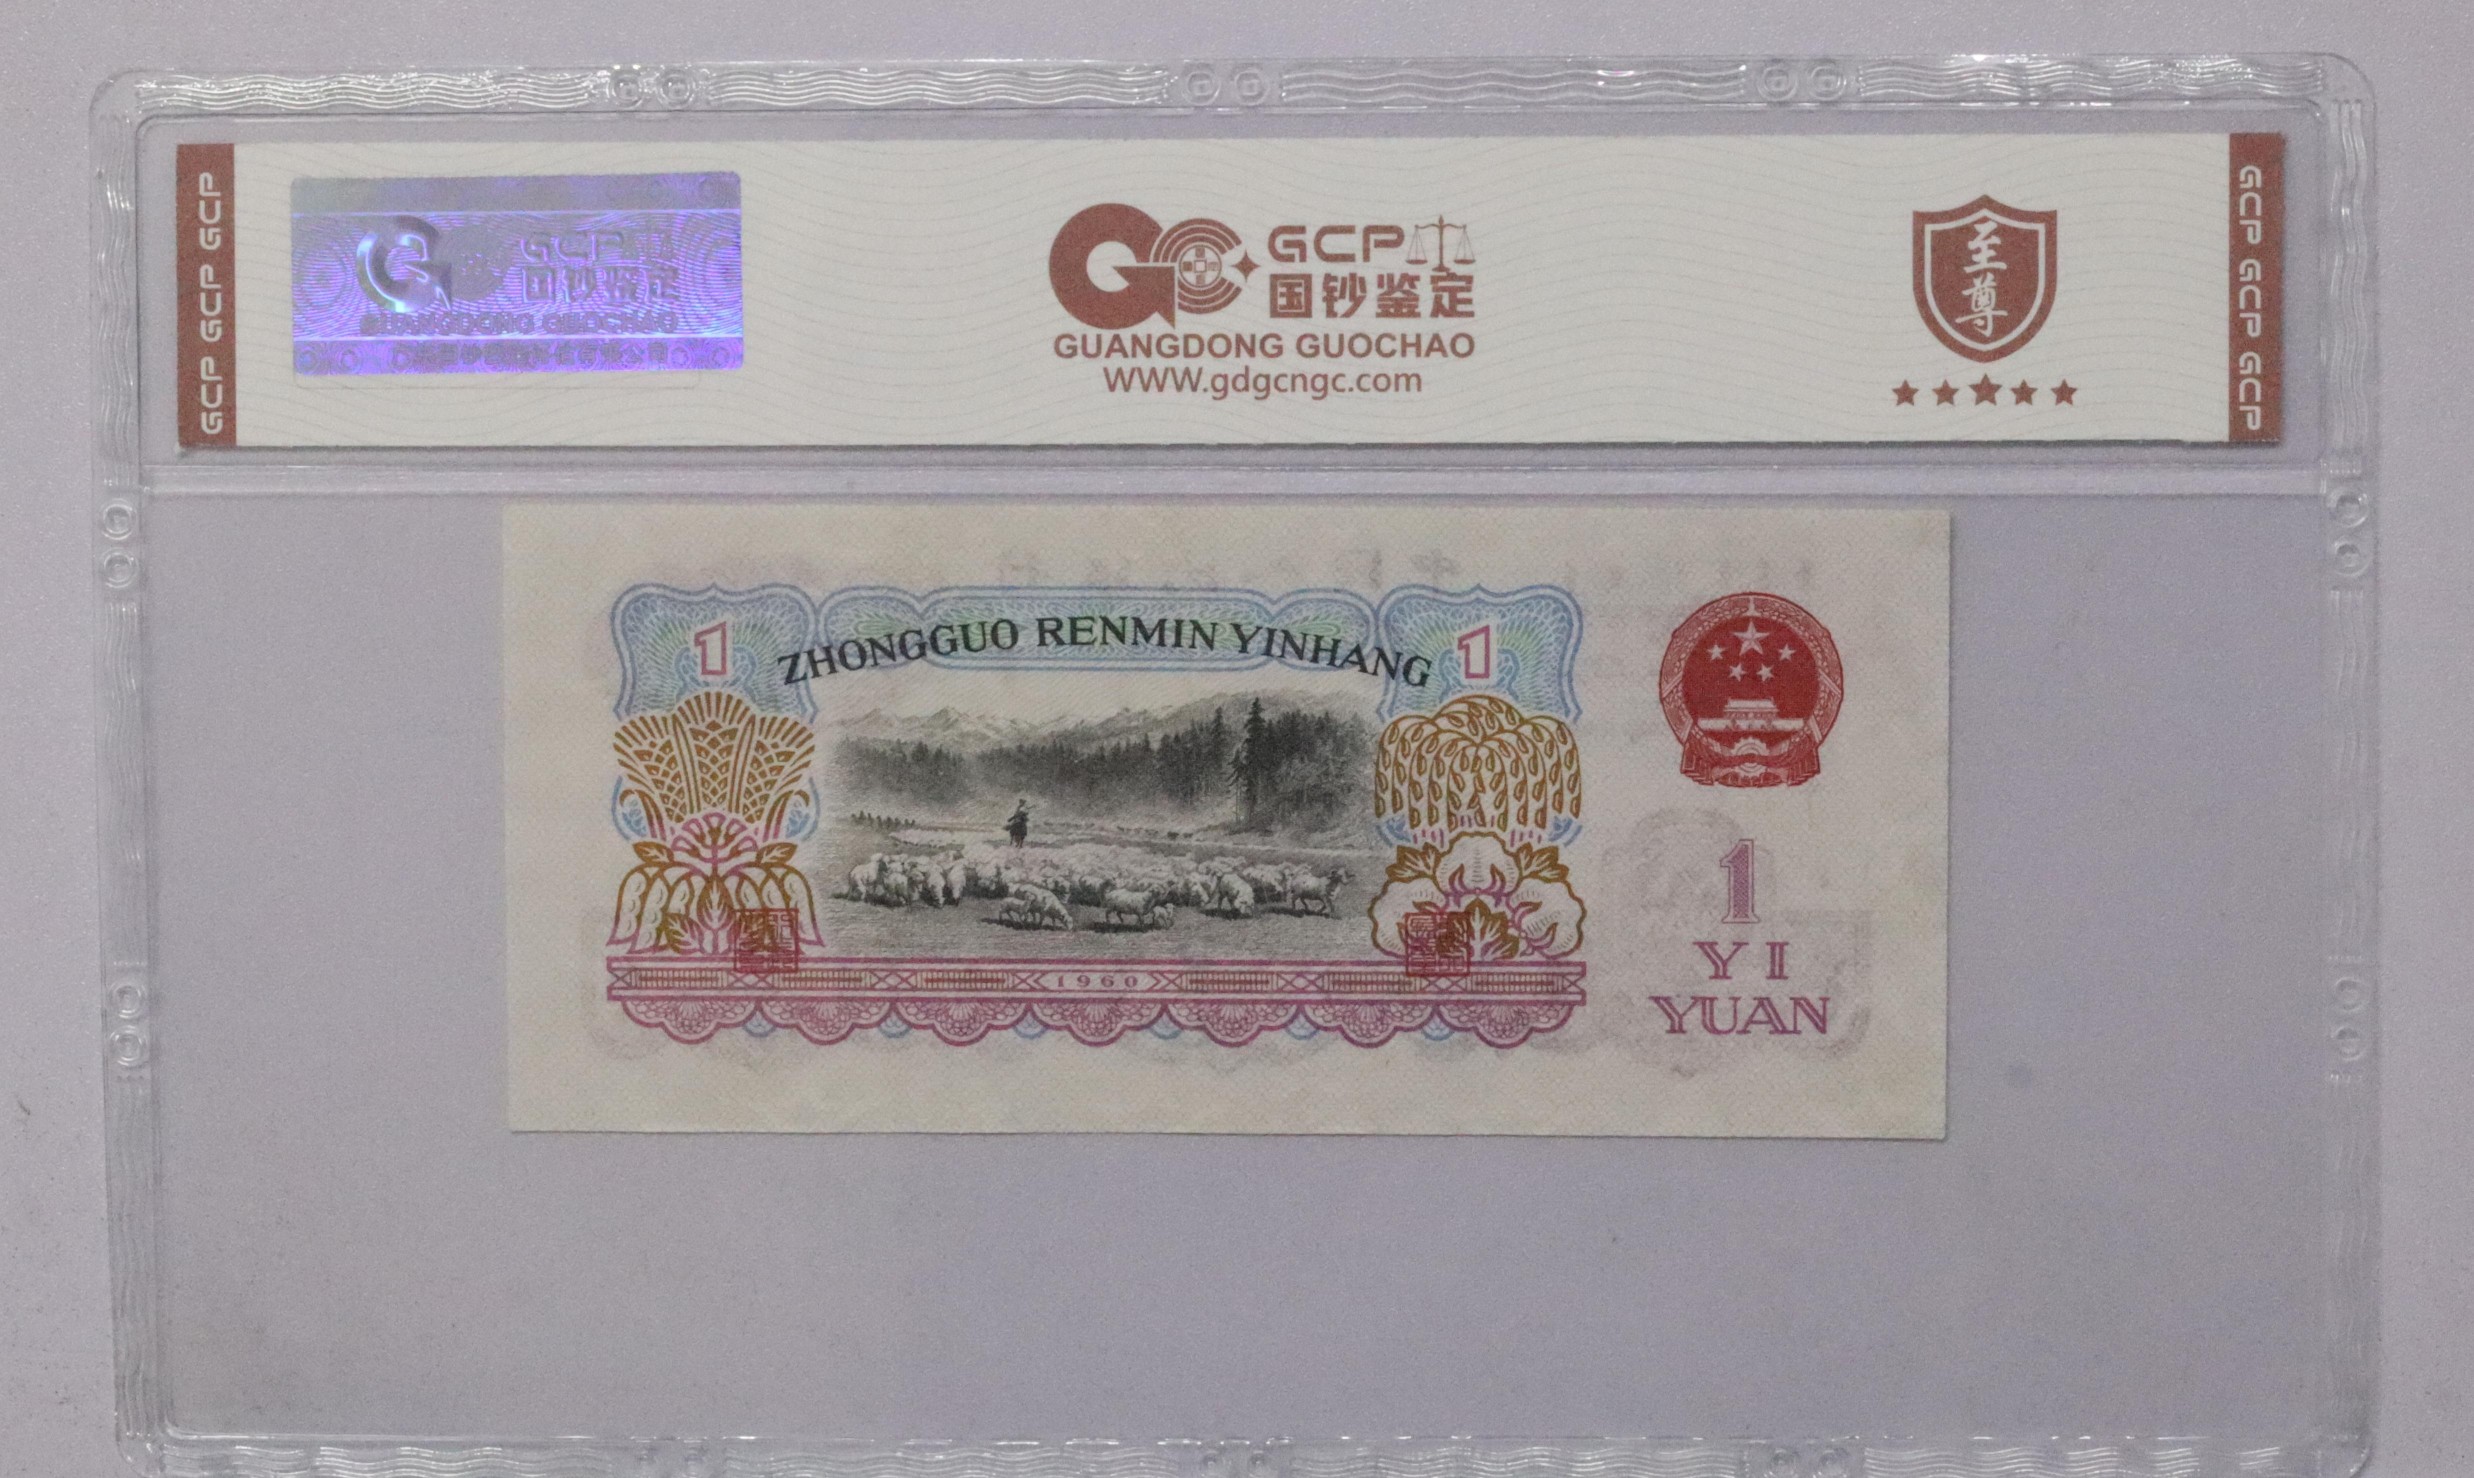 GCP GCP GCP
GCP
国钞鉴定
GUANGDONG GUOCHAO
GCP
国钞鉴定
GUANGDONG GUOCHAO
WWW.gdgcngc.com
至尊
GCP GCP GCP
1
ZHONGGUO RENMIN YINHANG
1
1960
1
YI
YUAN